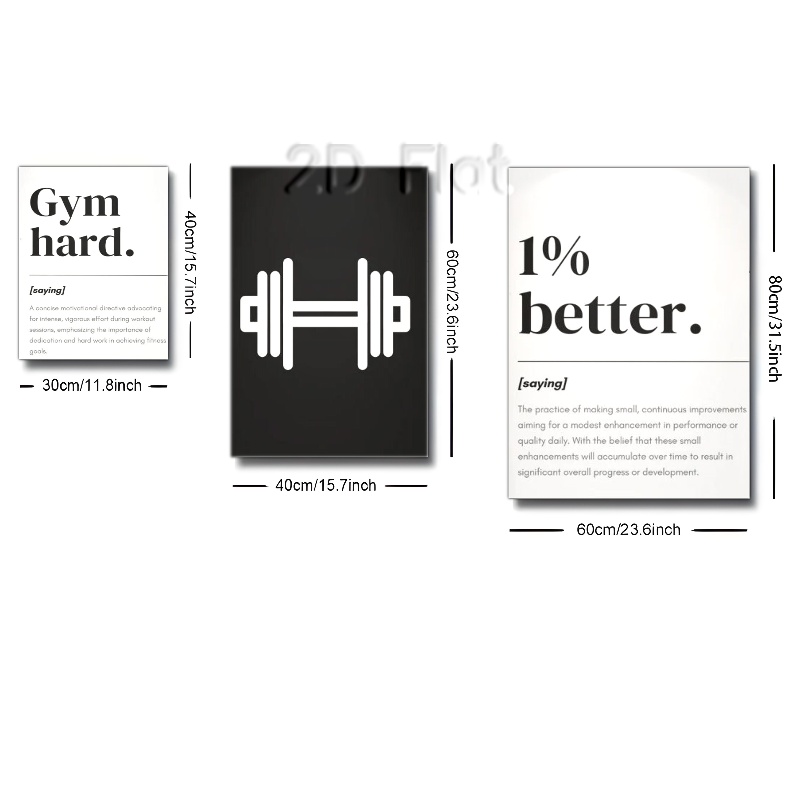 2D Flat
Gym
hard.
[saying]
A concise motivational directive advocating
for intense, vigorous effort during workout
sessions, emphasizing the importance of
dedication and hard work in achieving fitness
goals.
40cm/15.7inch
30cm/11.8inch
60cm/23.6inch
40cm/15.7inch
1%
better.
[saying]
The practice of making small, continuous improvements
aiming for a modest enhancement in performance or
quality daily. With the belief that these small
enhancements will accumulate over time to result in
significant overall progress or development.
80cm/31.5inch
60cm/23.6inch